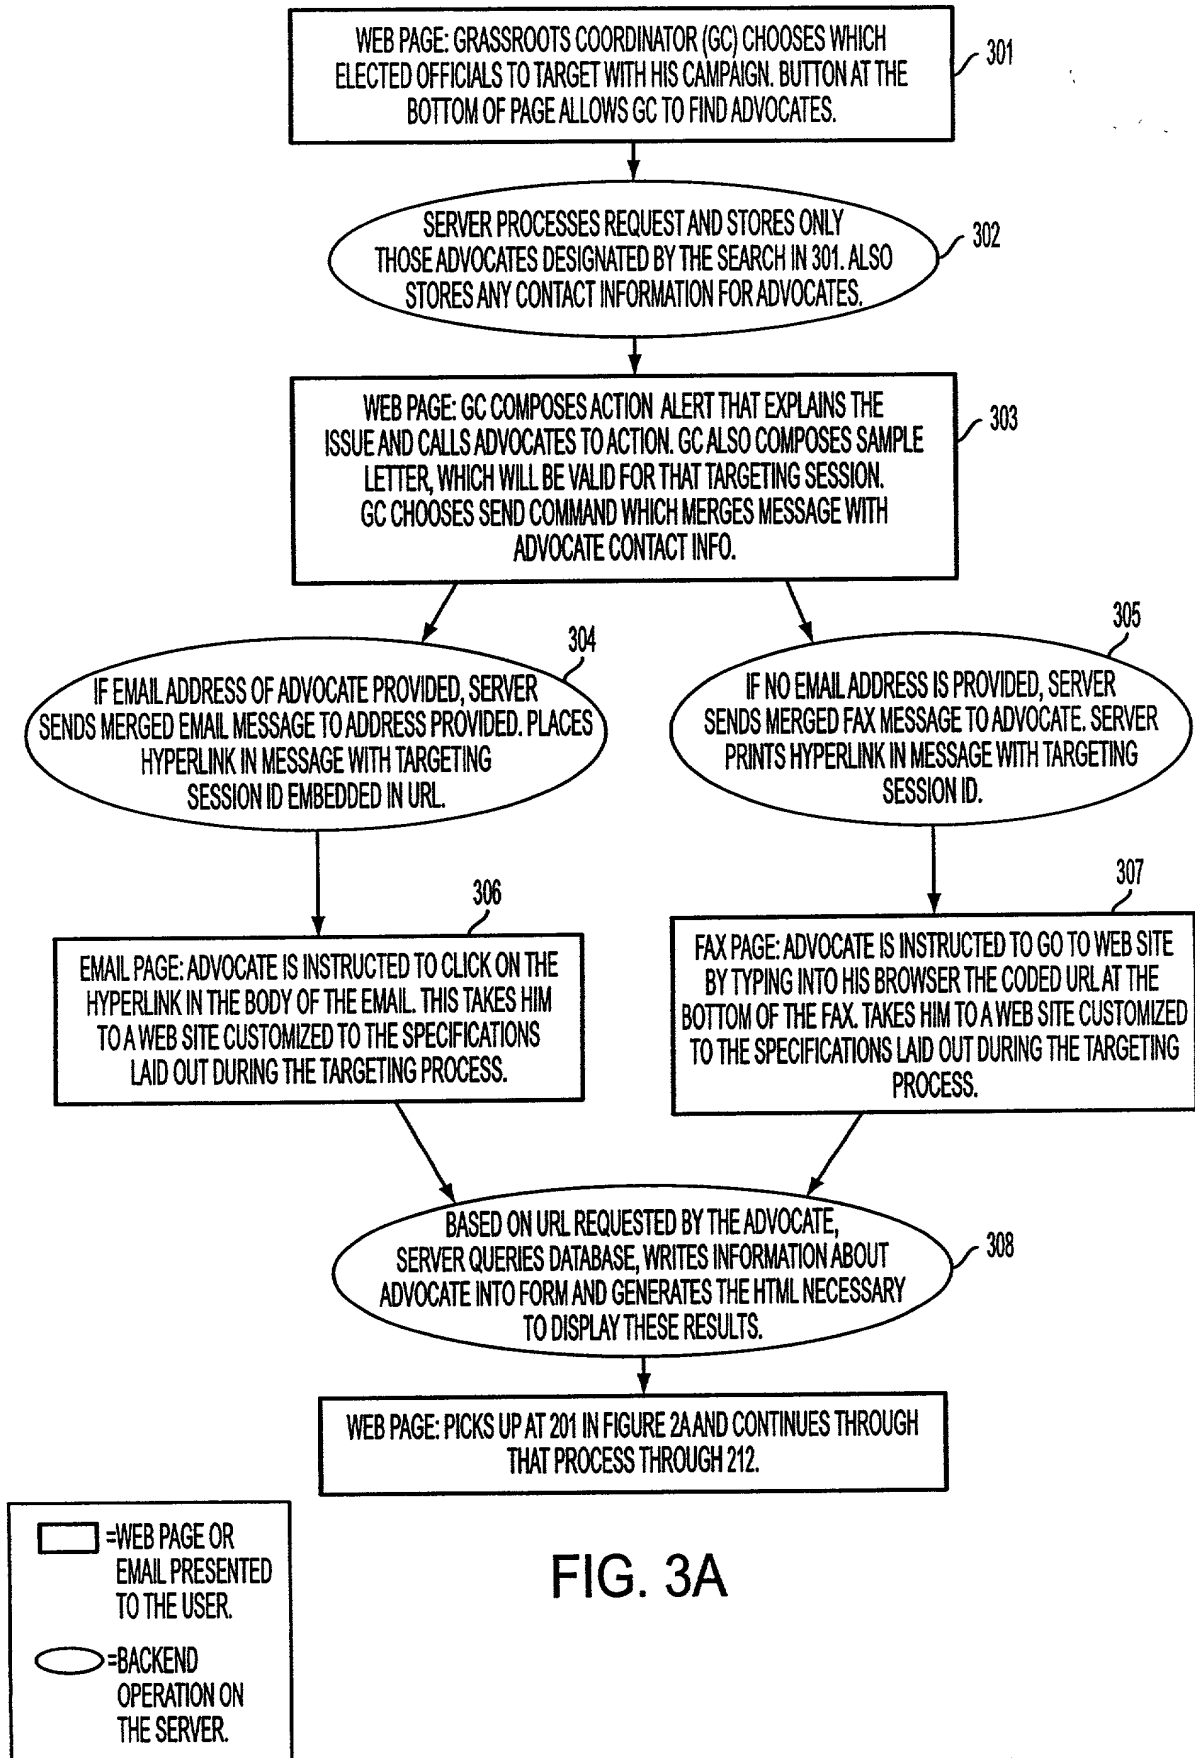 WEB PAGE: GRASSROOTS COORDINATOR (GC) CHOOSES WHICH
ELECTED OFFICIALS TO TARGET WITH HIS CAMPAIGN. BUTTON AT THE
BOTTOM OF PAGE ALLOWS GC TO FIND ADVOCATES.
301
SERVER PROCESSES REQUEST AND STORES ONLY
THOSE ADVOCATES DESIGNATED BY THE SEARCH IN 301. ALSO
STORES ANY CONTACT INFORMATION FOR ADVOCATES.
302
WEB PAGE: GC COMPOSES ACTION ALERT THAT EXPLAINS THE
ISSUE AND CALLS ADVOCATES TO ACTION. GC ALSO COMPOSES SAMPLE
LETTER, WHICH WILL BE VALID FOR THAT TARGETING SESSION.
GC CHOOSES SEND COMMAND WHICH MERGES MESSAGE WITH
ADVOCATE CONTACT INFO.
303
304
IF EMAIL ADDRESS OF ADVOCATE PROVIDED, SERVER
SENDS MERGED EMAIL MESSAGE TO ADDRESS PROVIDED. PLACES
HYPERLINK IN MESSAGE WITH TARGETING
SESSION ID EMBEDDED IN URL.
305
IF NO EMAIL ADDRESS IS PROVIDED, SERVER
SENDS MERGED FAX MESSAGE TO ADVOCATE. SERVER
PRINTS HYPERLINK IN MESSAGE WITH TARGETING
SESSION ID.
306
EMAIL PAGE: ADVOCATE IS INSTRUCTED TO CLICK ON THE
HYPERLINK IN THE BODY OF THE EMAIL. THIS TAKES HIM
TO A WEB SITE CUSTOMIZED TO THE SPECIFICATIONS
LAID OUT DURING THE TARGETING PROCESS.
307
FAX PAGE: ADVOCATE IS INSTRUCTED TO GO TO WEB SITE
BY TYPING INTO HIS BROWSER THE CODED URL AT THE
BOTTOM OF THE FAX. TAKES HIM TO A WEB SITE CUSTOMIZED
TO THE SPECIFICATIONS LAID OUT DURING THE TARGETING
PROCESS.
BASED ON URL REQUESTED BY THE ADVOCATE,
SERVER QUERIES DATABASE, WRITES INFORMATION ABOUT
ADVOCATE INTO FORM AND GENERATES THE HTML NECESSARY
TO DISPLAY THESE RESULTS.
308
WEB PAGE: PICKS UP AT 201 IN FIGURE 2A AND CONTINUES THROUGH
THAT PROCESS THROUGH 212.
=WEB PAGE OR
EMAIL PRESENTED
TO THE USER.
=BACKEND
OPERATION ON
THE SERVER.
FIG. 3A